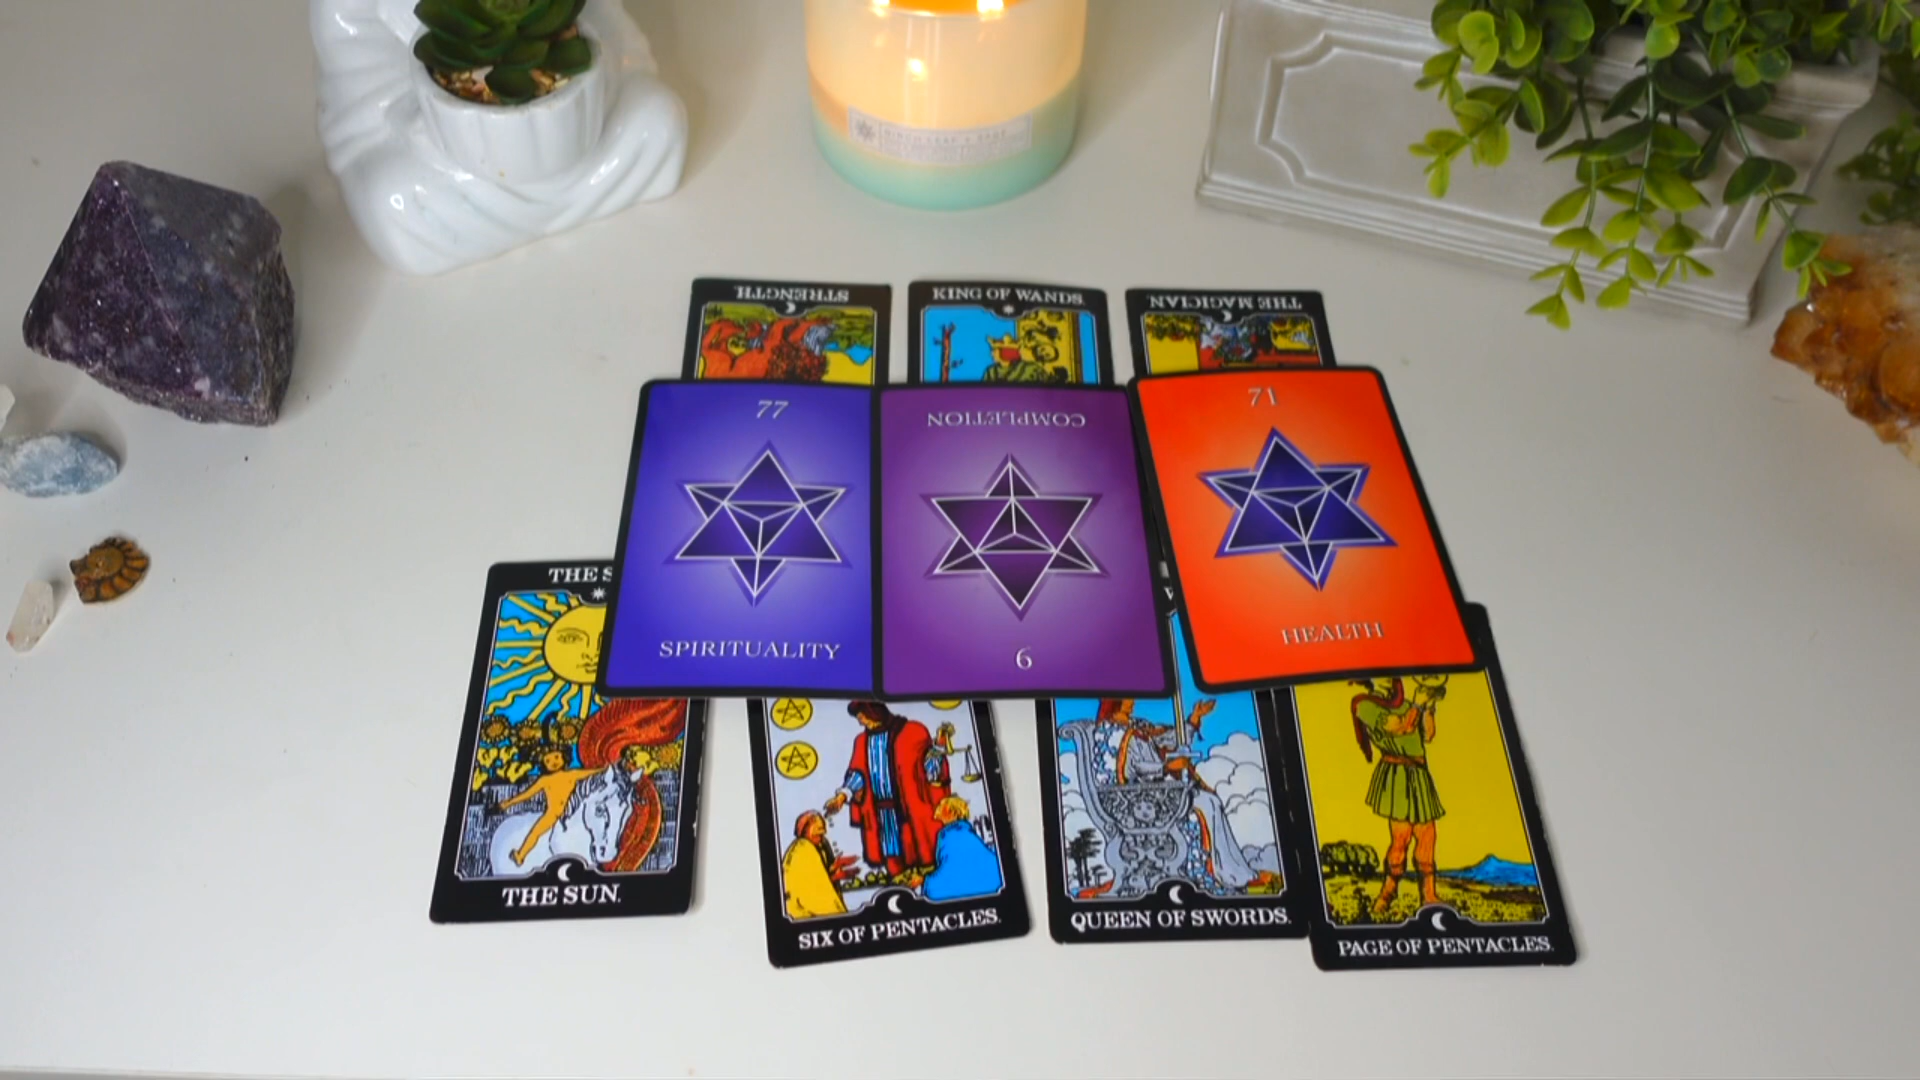 STRENGTH.
KING OF WANDS.
THE MAGICIAN.
77
COMPLETION
71
THE S
SPIRITUALITY
6
HEALTH
THE SUN.
SIX OF PENTACLES.
QUEEN OF SWORDS.
PAGE OF PENTACLES.